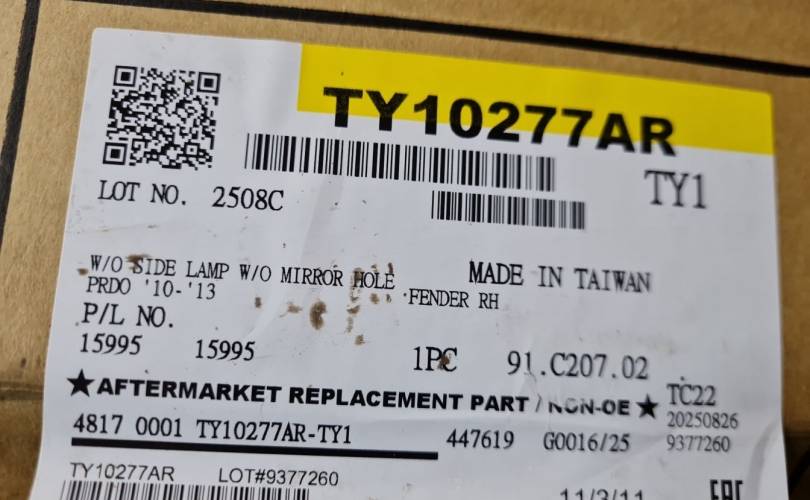 TY10277AR
TY1
LOT NO. 2508C
W/O SIDE LAMP W/O MIRROR HOLE
MADE IN TAIWAN
PRDO '10-'13
FENDER RH
P/L NO.
15995 15995 1PC 91.C207.02
★AFTERMARKET REPLACEMENT PART / NON-OE★ TC22
20250826
4817 0001 TY10277AR-TY1 447619 G0016/25 9377260
TY10277AR LOT#9377260